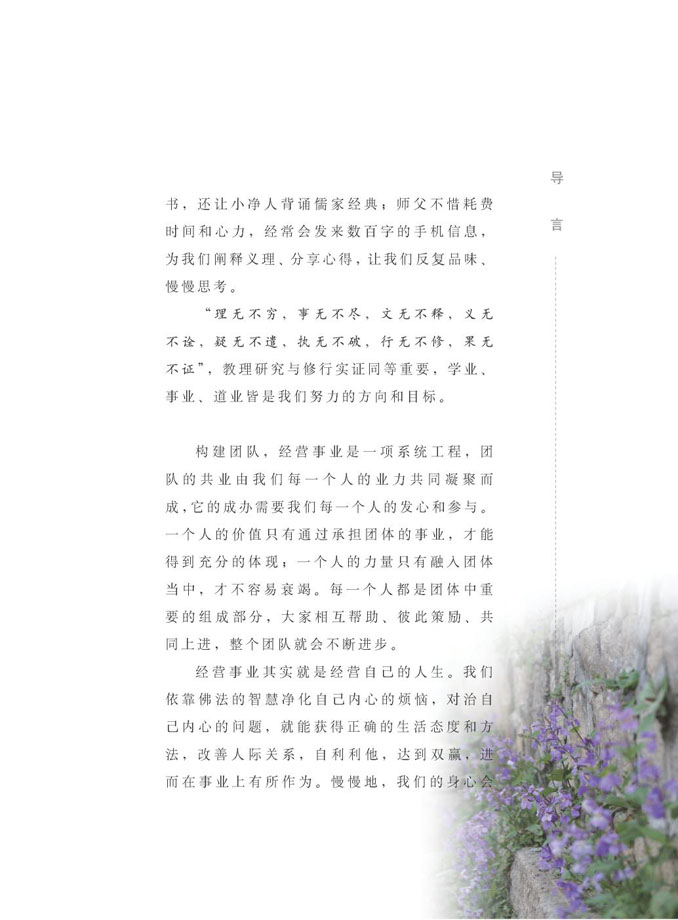 导
言
书，还让小净人背诵儒家经典；师父不惜耗费
时间和心力，经常会发来数百字的手机信息，
为我们阐释义理、分享心得，让我们反复品味、
慢慢思考。
“理无不穷，事无不尽，文无不释，义无
不诠，疑无不遣，执无不破，行无不修，果无
不证”，教理研究与修行实证同等重要，学业、
事业、道业皆是我们努力的方向和目标。
构建团队，经营事业是一项系统工程，团
队的共业由我们每一个人的业力共同凝聚而
成，它的成办需要我们每一个人的发心和参与。
一个人的价值只有通过承担团体的事业，才能
得到充分的体现；一个人的力量只有融入团体
当中，才不容易衰竭。每一个人都是团体中重
要的组成部分，大家相互帮助、彼此策励、共
同上进，整个团队就会不断进步。
经营事业其实就是经营自己的人生。我们
依靠佛法的智慧净化自己内心的烦恼，对治自
己内心的问题，就能获得正确的生活态度和方
法，改善人际关系，自利利他，达到双赢，进
而在事业上有所作为。慢慢地，我们的身心会